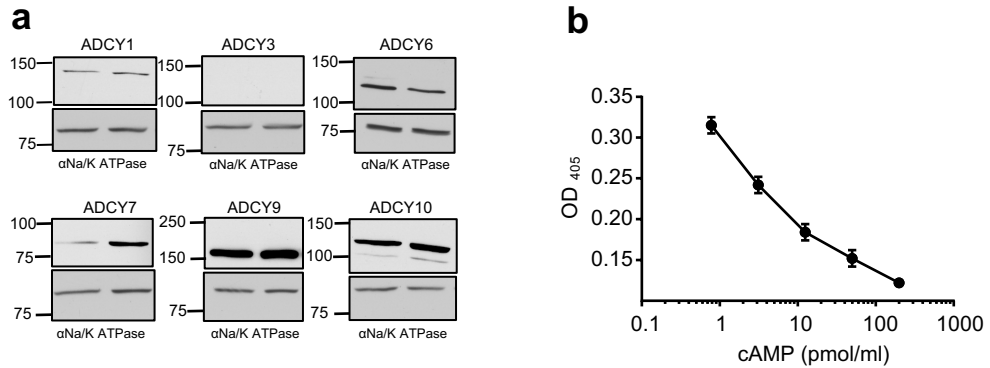 a
ADCY1
150
100
75
αNa/K ATPase
ADCY3
150
100
75
αNa/K ATPase
ADCY6
150
100
75
αNa/K ATPase
ADCY7
100
75
75
αNa/K ATPase
ADCY9
250
150
75
αNa/K ATPase
ADCY10
150
100
75
αNa/K ATPase
b
0.35
0.30
0.25
0.20
0.15
OD 405
0.1 1 10 100 1000
cAMP (pmol/ml)